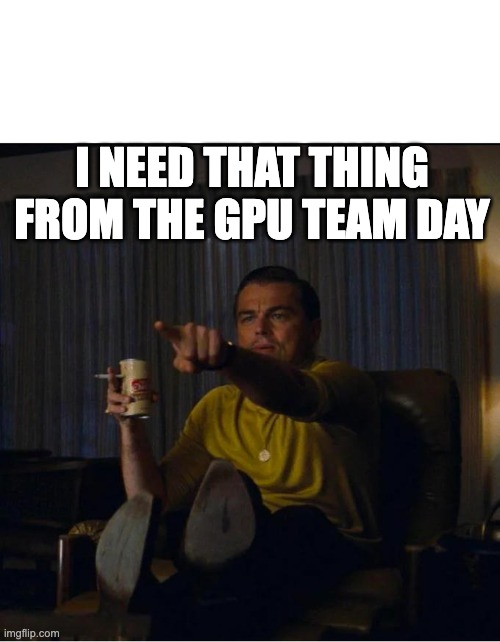 I NEED THAT THING
FROM THE GPU TEAM DAY
imgflip.com